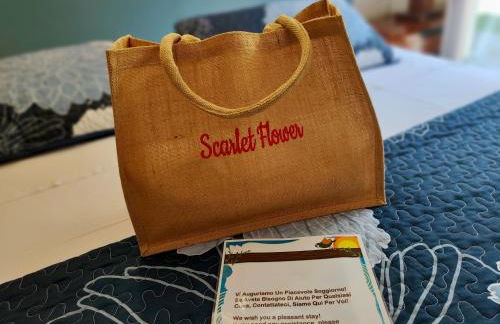 Scarlet Flower
Vi Auguriamo Un Piacevole Soggiorno!
Se Avete Bisogno Di Aiuto Per Qualsiasi
Cosa, Contattateci, Siamo Qui Per Voi!
We wish you a pleasant stay!
please